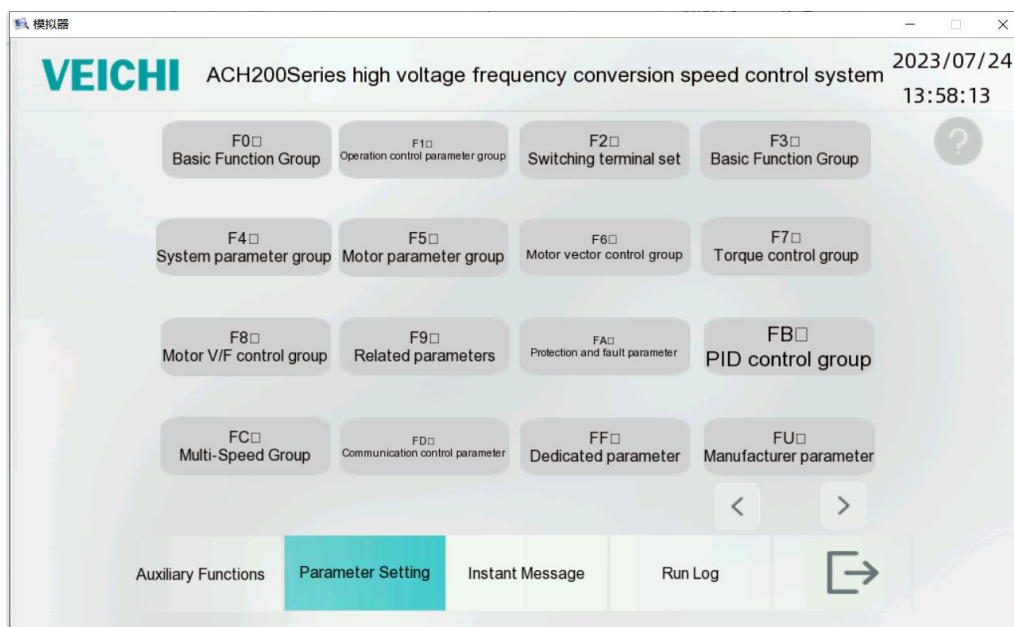 模拟器
VEICHI
ACH200Series high voltage frequency conversion speed control system
2023/07/24
13:58:13
F0□
Basic Function Group
F1□
Operation control parameter group
F2□
Switching terminal set
F3□
Basic Function Group
?
F4□
System parameter group
F5□
Motor parameter group
F6□
Motor vector control group
F7□
Torque control group
F8□
Motor V/F control group
F9□
Related parameters
FA□
Protection and fault parameter
FB□
PID control group
FC□
Multi-Speed Group
FD□
Communication control parameter
FF□
Dedicated parameter
FU□
Manufacturer parameter
< >
Auxiliary Functions
Parameter Setting
Instant Message
Run Log